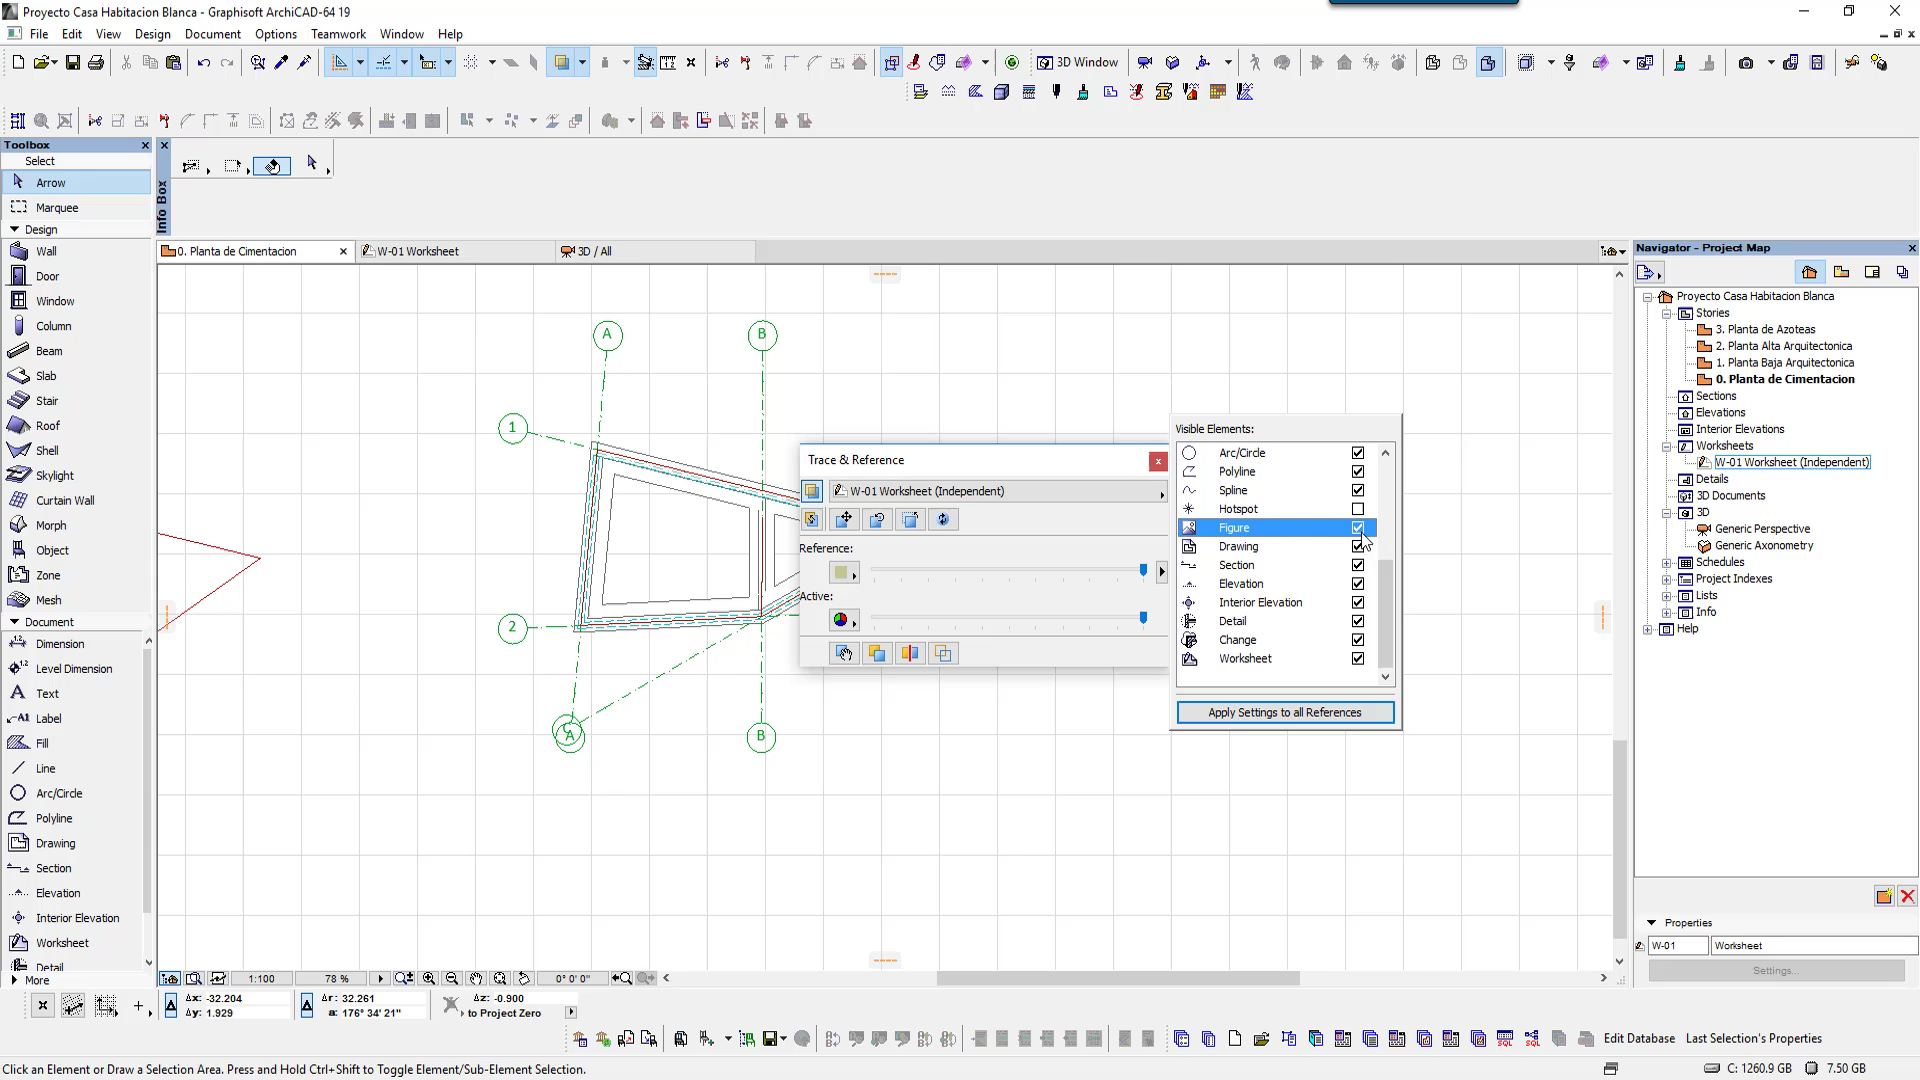 Proyecto Casa Habitacion Blanca - Graphisoft ArchiCAD-64 19
File Edit View Design Document Options Teamwork Window Help
3D Window
Toolbox
Select
Arrow
Marquee
Design
Wall
Door
Window
Column
Beam
Slab
Stair
Roof
Shell
Skylight
Curtain Wall
Morph
Object
Zone
Mesh
Document
Dimension
Level Dimension
Text
Label
Fill
Line
Arc/Circle
Polyline
Drawing
Section
Elevation
Interior Elevation
Worksheet
Detail
More
Info Box
0. Planta de Cimentacion
W-01 Worksheet
3D / All
A
B
1
2
C
A
B
Trace & Reference
W-01 Worksheet (Independent)
Reference:
Active:
Visible Elements:
Arc/Circle
Polyline
Spline
Hotspot
Figure
Drawing
Section
Elevation
Interior Elevation
Detail
Change
Worksheet
Apply Settings to all References
Navigator - Project Map
Proyecto Casa Habitacion Blanca
Stories
3. Planta de Azoteas
2. Planta Alta Arquitectonica
1. Planta Baja Arquitectonica
0. Planta de Cimentacion
Sections
Elevations
Interior Elevations
Worksheets
W-01 Worksheet (Independent)
Details
3D Documents
3D
Generic Perspective
Generic Axonometry
Schedules
Project Indexes
Lists
Info
Help
Properties
W-01 Worksheet
Settings...
1:100
78 %
0° 0' 0"
Δx: -32.204
Δy: 1.929
Δr: 32.261
a: 176° 34' 21"
Δz: -0.900
to Project Zero
Edit Database
Last Selection's Properties
Click an Element or Draw a Selection Area. Press and Hold Ctrl+Shift to Toggle Element/Sub-Element Selection.
C: 1260.9 GB
7.50 GB